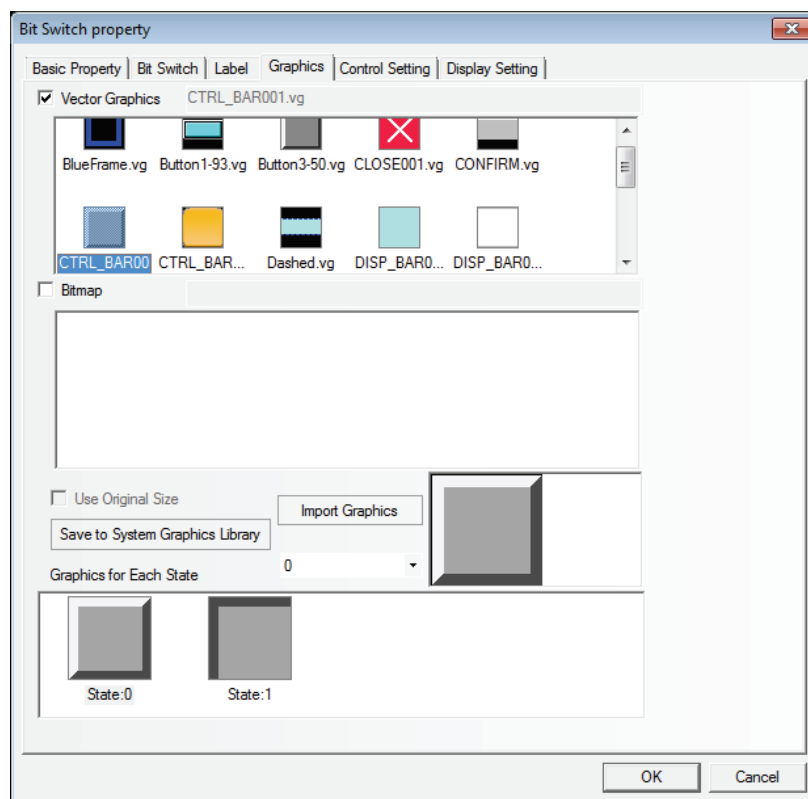 Bit Switch property
Basic Property Bit Switch Label Graphics Control Setting Display Setting
Vector Graphics CTRL_BAR001.vg
BlueFrame.vg Button1-93.vg Button3-50.vg CLOSE001.vg CONFIRM.vg
CTRL_BAR00 CTRL_BAR... Dashed.vg DISP_BAR0... DISP_BAR0...
Bitmap
Use Original Size
Import Graphics
Save to System Graphics Library
Graphics for Each State 0
State:0 State:1
OK Cancel